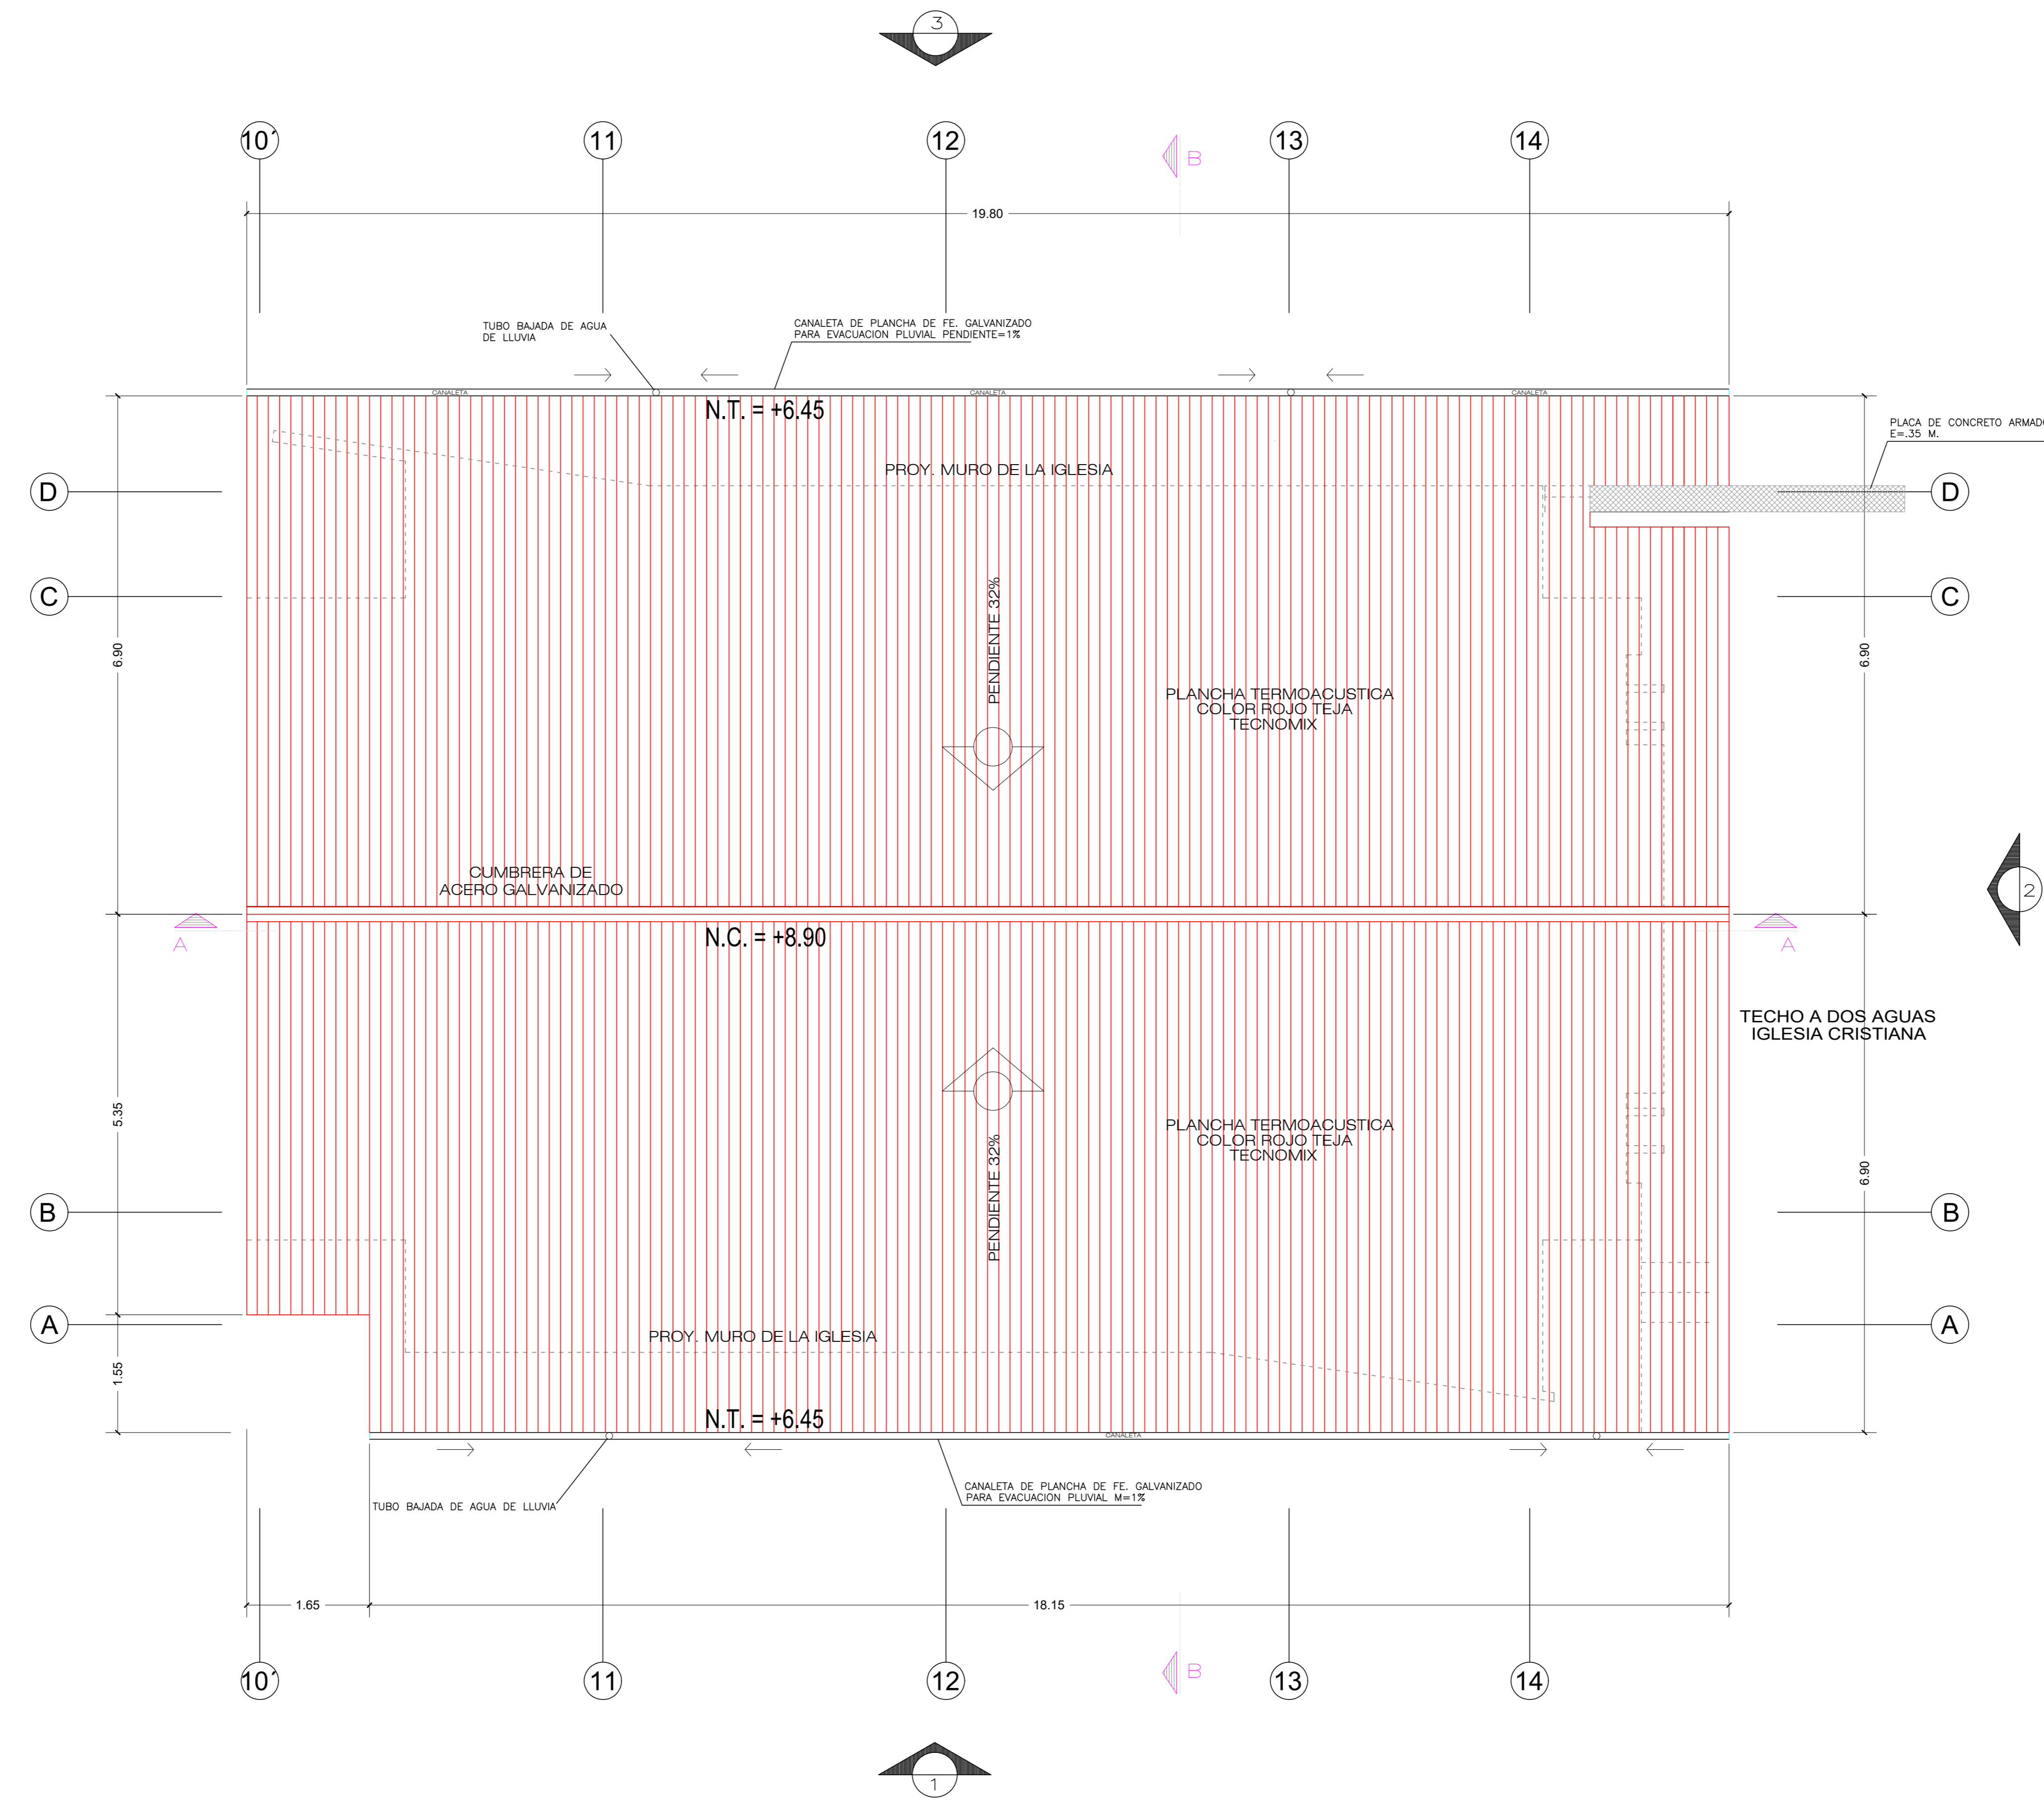 3
10´
11
12
13
14
B
19.80
TUBO BAJADA DE AGUA
DE LLUVIA
CANALETA DE PLANCHA DE FE. GALVANIZADO
PARA EVACUACION PLUVIAL PENDIENTE=1%
CANALETA
CANALETA
CANALETA
N.T. = +6.45
PLACA DE CONCRETO ARMADO
E=.35 M.
PROY. MURO DE LA IGLESIA
D
D
C
C
6.90
6.90
PENDIENTE 32%
PLANCHA TERMOACUSTICA
COLOR ROJO TEJA
TECNOMIX
CUMBRERA DE
ACERO GALVANIZADO
2
N.C. = +8.90
A
A
TECHO A DOS AGUAS
IGLESIA CRISTIANA
5.35
PLANCHA TERMOACUSTICA
COLOR ROJO TEJA
TECNOMIX
PENDIENTE 32%
6.90
B
B
A
A
PROY. MURO DE LA IGLESIA
1.55
N.T. = +6.45
CANALETA
CANALETA DE PLANCHA DE FE. GALVANIZADO
PARA EVACUACION PLUVIAL M=1%
TUBO BAJADA DE AGUA DE LLUVIA
1.65
18.15
B
10´
11
12
13
14
1